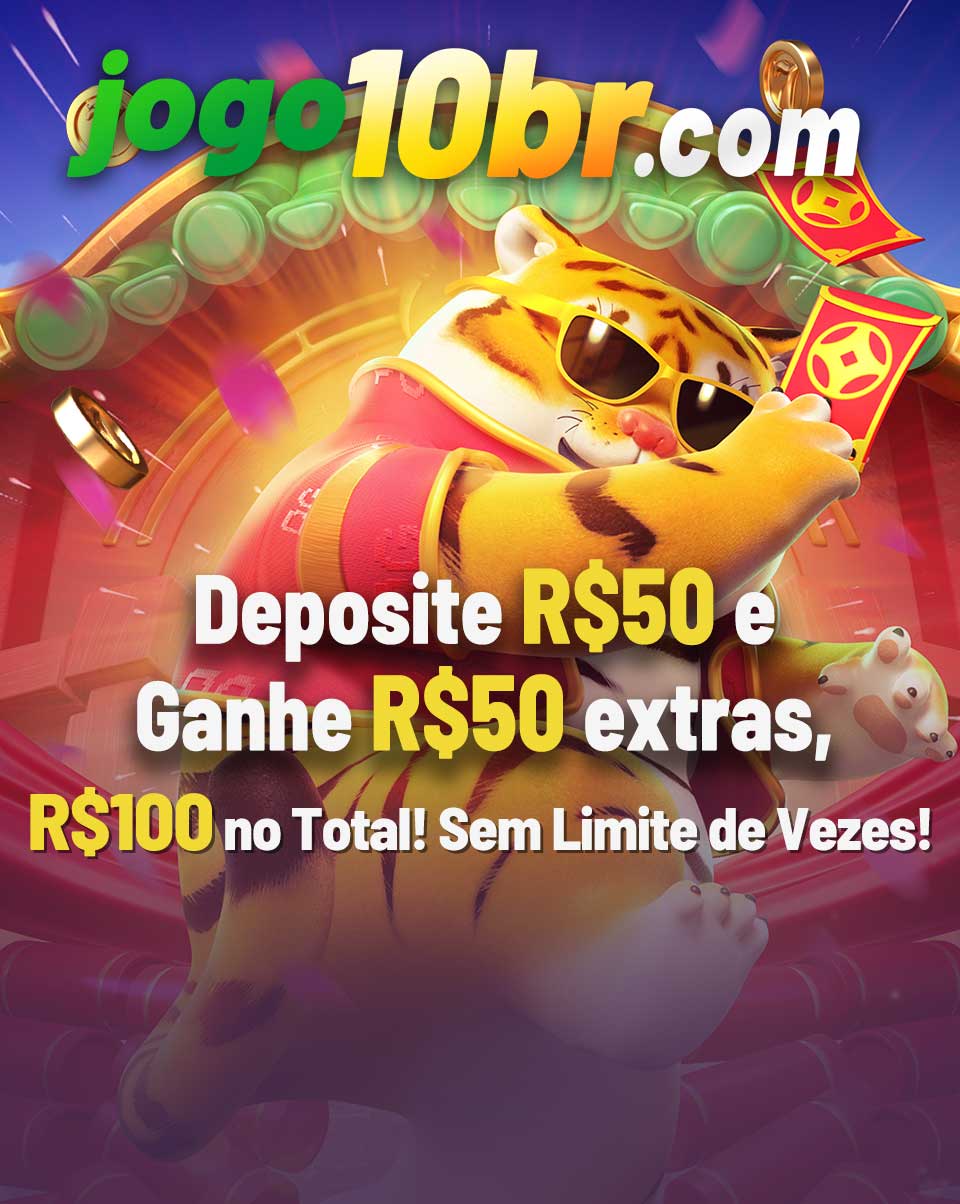 jogo10br.com
Deposite R$50 e
Ganhe R$50 extras,
R$100 no Total! Sem Limite de Vezes!